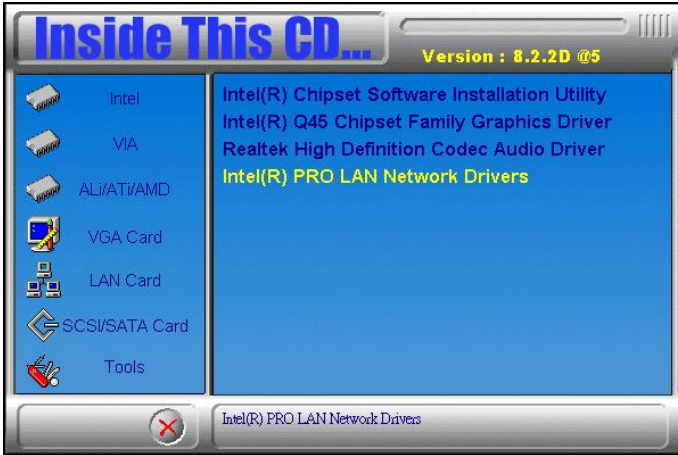 Inside This CD...
Version : 8.2.2D @5
Intel
VIA
ALi/ATi/AMD
VGA Card
LAN Card
SCSI/SATA Card
Tools
Intel(R) Chipset Software Installation Utility
Intel(R) Q45 Chipset Family Graphics Driver
Realtek High Definition Codec Audio Driver
Intel(R) PRO LAN Network Drivers
Intel(R) PRO LAN Network Drivers